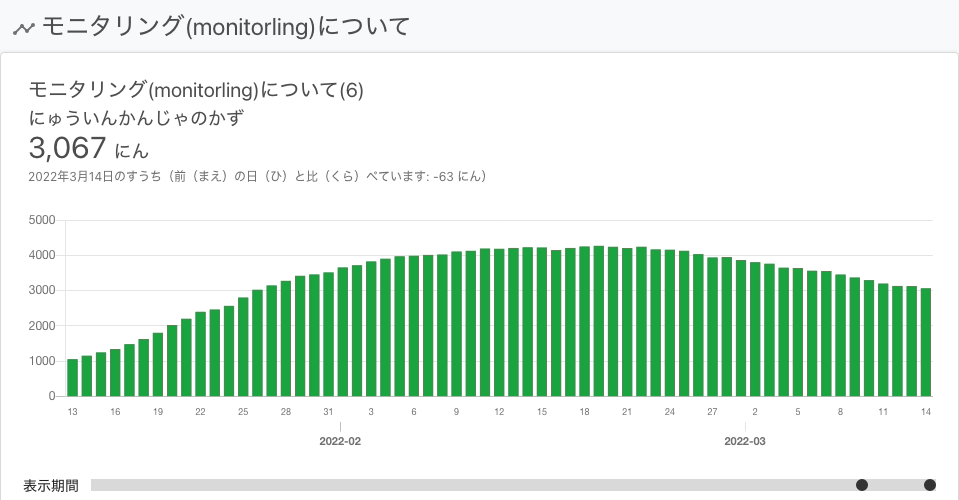 モニタリング(monitorling)について
モニタリング(monitorling)について(6)
にゅういんかんじゃのかず
3,067 にん
2022年3月14日のすうち（前（まえ）の日（ひ）と比（くら）べています: -63 にん）
5000
4000
3000
2000
1000
0
13 16 19 22 25 28 31 3 6 9 12 15 18 21 24 27 2 5 8 11 14
2022-02 2022-03
表示期間